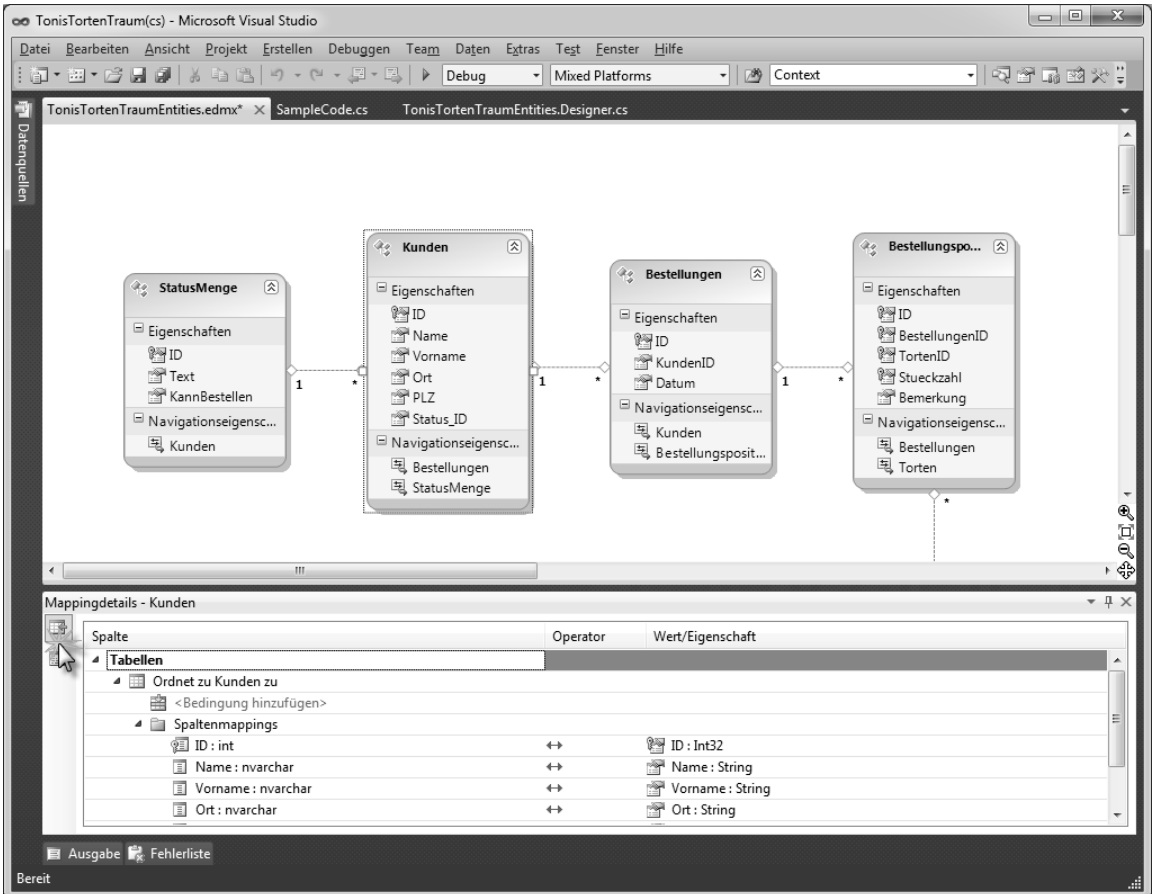 TonisTortenTraum(cs) - Microsoft Visual Studio
Datei Bearbeiten Ansicht Projekt Erstellen Debuggen Team Daten Extras Test Fenster Hilfe
Debug Mixed Platforms Context
TonisTortenTraumEntities.edmx* SampleCode.cs TonisTortenTraumEntities.Designer.cs
Datenquellen
StatusMenge
Eigenschaften
ID
Text
KannBestellen
Navigationseigensc...
Kunden
1 *
Kunden
Eigenschaften
ID
Name
Vorname
Ort
PLZ
Status_ID
Navigationseigensc...
Bestellungen
StatusMenge
1 *
Bestellungen
Eigenschaften
ID
KundenID
Datum
Navigationseigensc...
Kunden
Bestellungsposit...
1 *
Bestellungspo...
Eigenschaften
ID
BestellungenID
TortenID
Stueckzahl
Bemerkung
Navigationseigensc...
Bestellungen
Torten
*
Mappingdetails - Kunden
Spalte Operator Wert/Eigenschaft
Tabellen
Ordnet zu Kunden zu
<Bedingung hinzufügen>
Spaltenmappings
ID : int ID : Int32
Name : nvarchar Name : String
Vorname : nvarchar Vorname : String
Ort : nvarchar Ort : String
Ausgabe Fehlerliste
Bereit